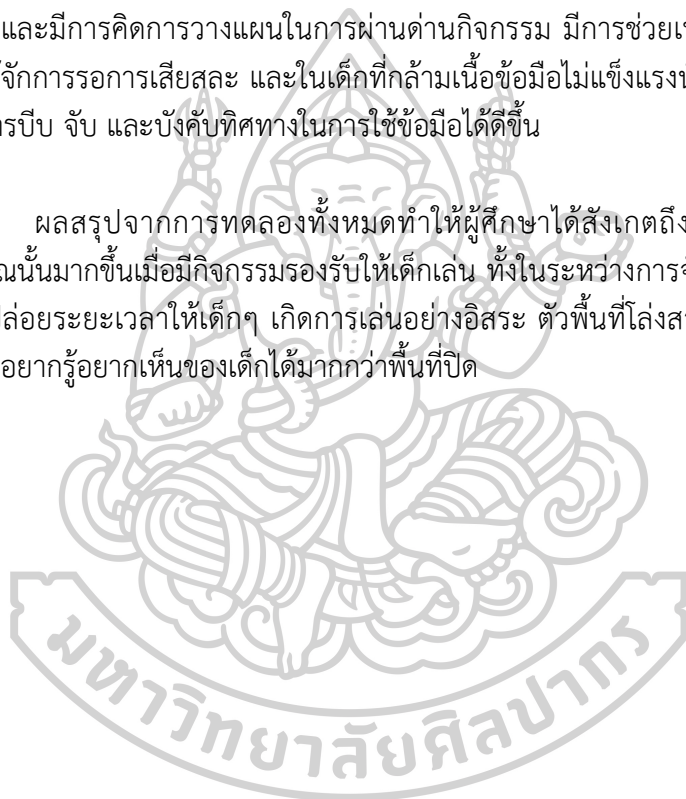 และมีการคิดการวางแผนในการผ่านด่านกิจกรรม มีการช่วยเ
จักการรอการเสียสละ และในเด็กที่กล้ามเนื้อข้อมือไม่แข็งแรง
ารบีบ จับ และบังคับทิศทางในการใช้ข้อมือได้ดีขึ้น
ผลสรุปจากการทดลองทั้งหมดทำให้ผู้ศึกษาได้สังเกตถึง
ณนั้นมากขึ้นเมื่อมีกิจกรรมรองรับให้เด็กเล่น ทั้งในระหว่างการจ
ปล่อยระยะเวลาให้เด็กๆ เกิดการเล่นอย่างอิสระ ตัวพื้นที่โล่งส
อยากรู้อยากเห็นของเด็กได้มากกว่าพื้นที่ปิด
มหาวิทยาลัยศิลปากร